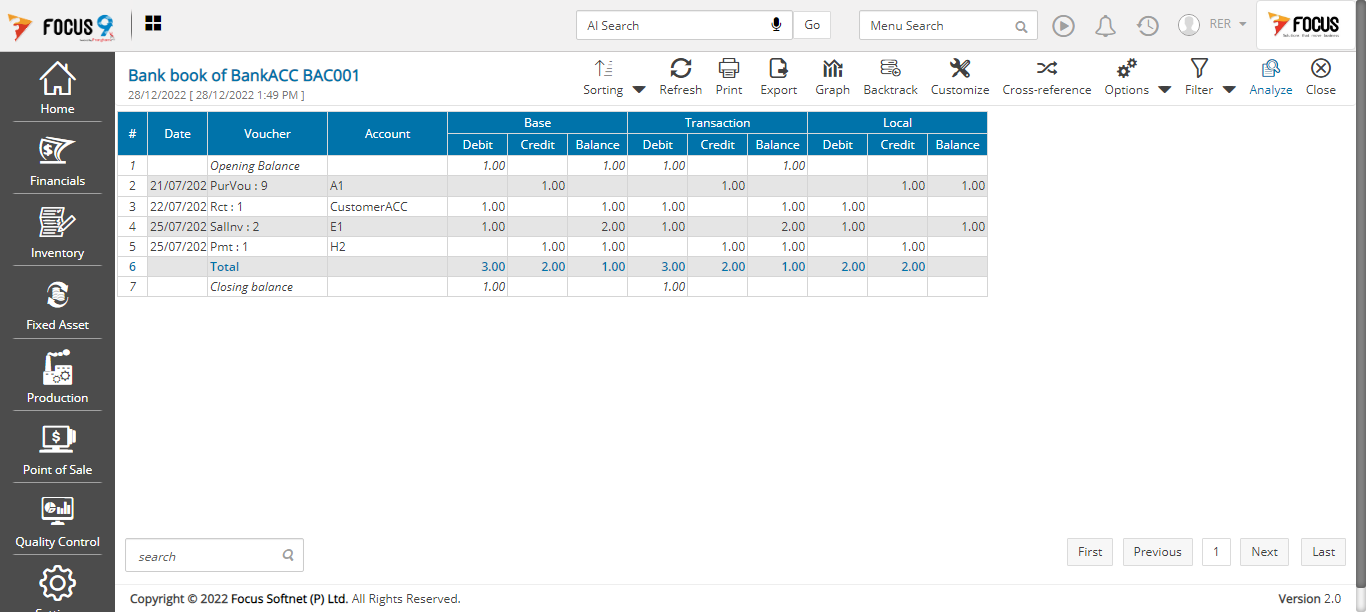 FOCUS 9
AI Search
Go
Menu Search
RER
FOCUS
Home
Financials
Inventory
Fixed Asset
Production
Point of Sale
Quality Control
Bank book of BankACC BAC001
28/12/2022 [ 28/12/2022 1:49 PM ]
Sorting Refresh Print Export Graph Backtrack Customize Cross-reference Options Filter Analyze Close
# Date Voucher Account Base Transaction Local
Debit Credit Balance Debit Credit Balance Debit Credit Balance
1 Opening Balance 1.00 1.00 1.00 1.00
2 21/07/202 PurVou : 9 A1 1.00 1.00 1.00 1.00
3 22/07/202 Rct : 1 CustomerACC 1.00 1.00 1.00 1.00 1.00
4 25/07/202 SalInv : 2 E1 1.00 2.00 1.00 2.00 1.00 1.00
5 25/07/202 Pmt : 1 H2 1.00 1.00 1.00 1.00 1.00
6 Total 3.00 2.00 1.00 3.00 2.00 1.00 2.00 2.00
7 Closing balance 1.00 1.00
search
First Previous 1 Next Last
Copyright © 2022 Focus Softnet (P) Ltd. All Rights Reserved.
Version 2.0